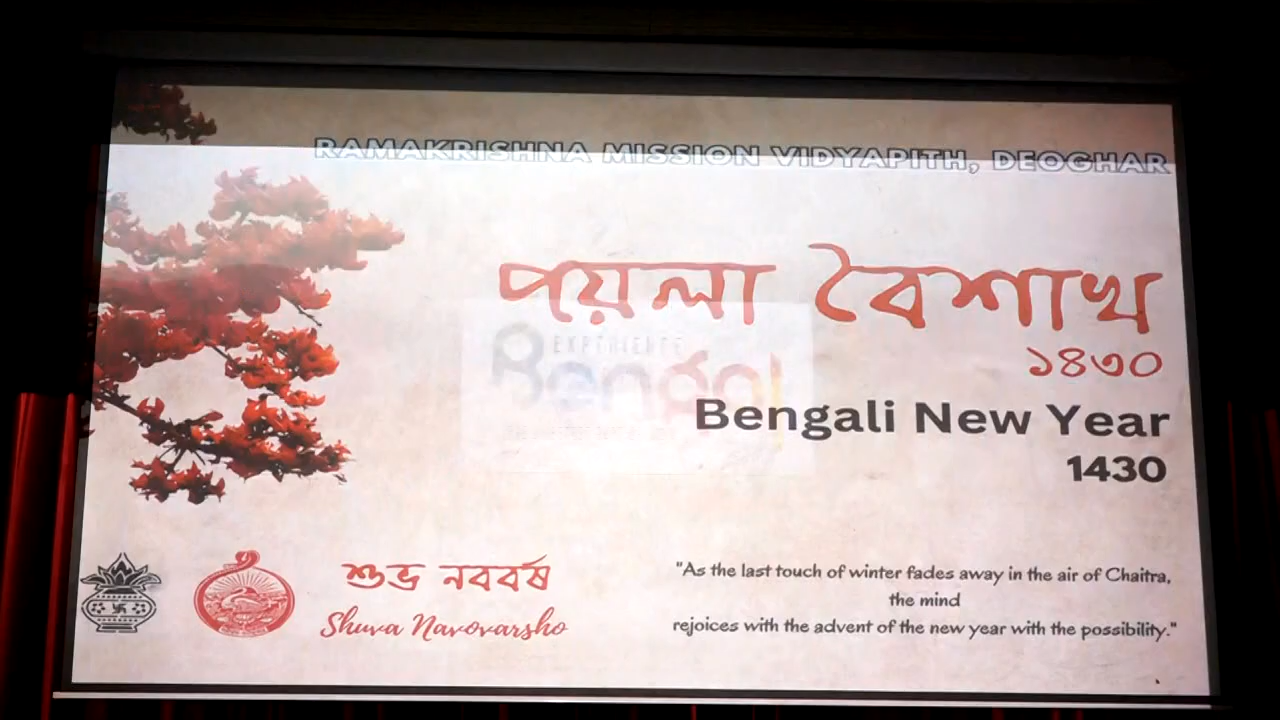 RAMAKRISHNA MISSION VIDYAPITH, DEOGHAR
পয়লা বৈশাখ
১৪৩০
EXPERIENCE
Bengal
Bengali New Year
1430
শুভ নববর্ষ
Shuva Navovarsho
"As the last touch of winter fades away in the air of Chaitra,
the mind
rejoices with the advent of the new year with the possibility."